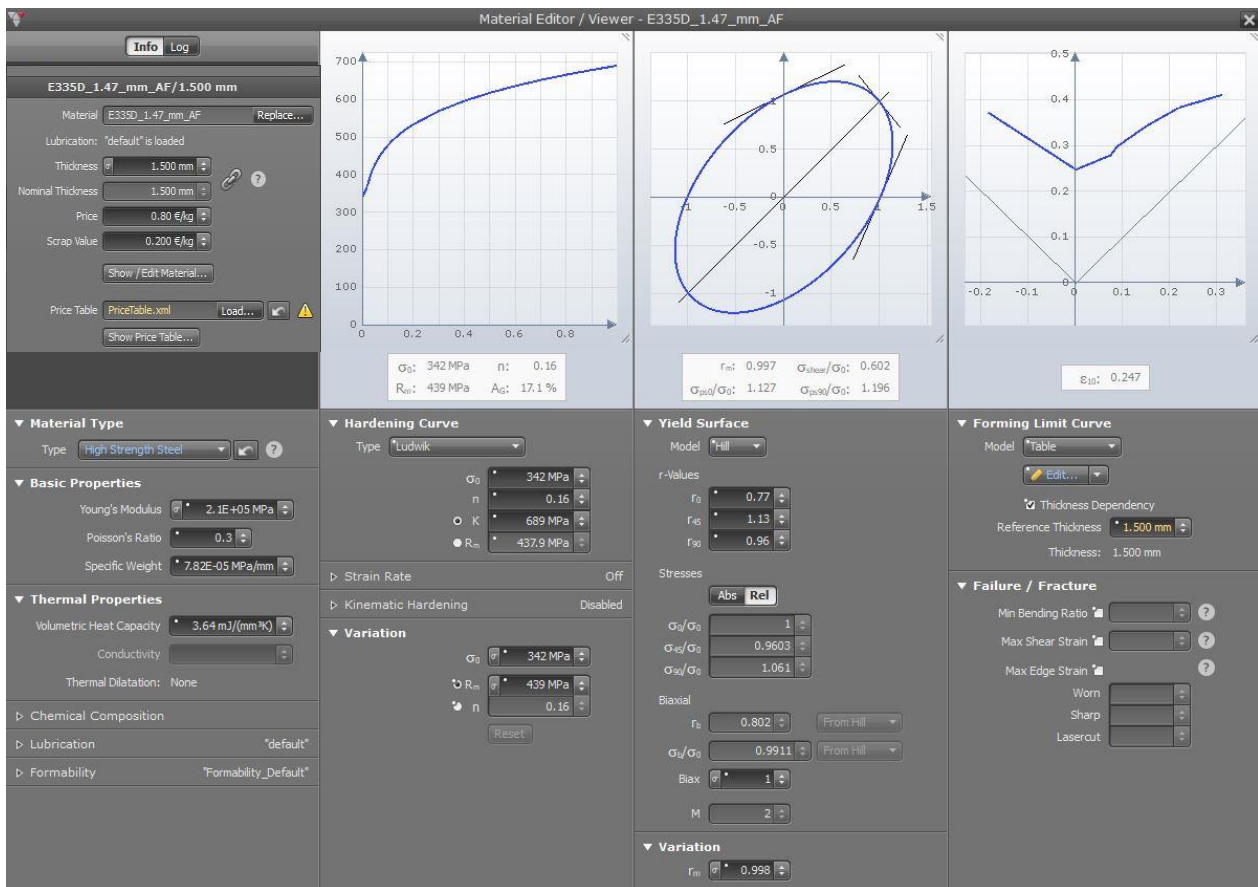 Material Editor / Viewer - E335D_1.47_mm_AF
Info Log
E335D_1.47_mm_AF/1.500 mm
Material E335D_1.47_mm_AF Replace...
Lubrication: "default" is loaded
Thickness σ 1.500 mm
Nominal Thickness 1.500 mm
Price 0.80 €/kg
Scrap Value 0.200 €/kg
Show / Edit Material...
Price Table PriceTable.xml Load...
Show Price Table...
700
600
500
400
300
200
100
0
0 0.2 0.4 0.6 0.8
σ₀: 342 MPa n: 0.16
Rₘ: 439 MPa A_G: 17.1 %
1
0.5
0
-0.5
-1
-1 -0.5 0 0.5 1 1.5
rₘ: 0.997 σshear/σ₀: 0.602
σps0/σ₀: 1.127 σps90/σ₀: 1.196
0.5
0.4
0.3
0.2
0.1
0
-0.2 -0.1 0 0.1 0.2 0.3
ε₁₀: 0.247
Material Type
Type High Strength Steel
Basic Properties
Young's Modulus σ 2.1E+05 MPa
Poisson's Ratio 0.3
Specific Weight 7.82E-05 MPa/mm
Thermal Properties
Volumetric Heat Capacity 3.64 mJ/(mm³K)
Conductivity
Thermal Dilatation: None
Chemical Composition
Lubrication "default"
Formability "Formability_Default"
Hardening Curve
Type Ludwik
σ₀ 342 MPa
n 0.16
K 689 MPa
Rₘ 437.9 MPa
Strain Rate Off
Kinematic Hardening Disabled
Variation
σ₀ σ 342 MPa
Rₘ σ 439 MPa
n 0.16
Reset
Yield Surface
Model Hill
r-Values
r₀ 0.77
r₄₅ 1.13
r₉₀ 0.96
Stresses
Abs Rel
σ₀/σ₀ 1
σ₄₅/σ₀ 0.9603
σ₉₀/σ₀ 1.061
Biaxial
r_b 0.802 From Hill
σ_b/σ₀ 0.9911 From Hill
Biax σ 1
M 2
Variation
rₘ σ 0.998
Forming Limit Curve
Model Table
Edit...
Thickness Dependency
Reference Thickness 1.500 mm
Thickness: 1.500 mm
Failure / Fracture
Min Bending Ratio
Max Shear Strain
Max Edge Strain
Worn
Sharp
Lasercut